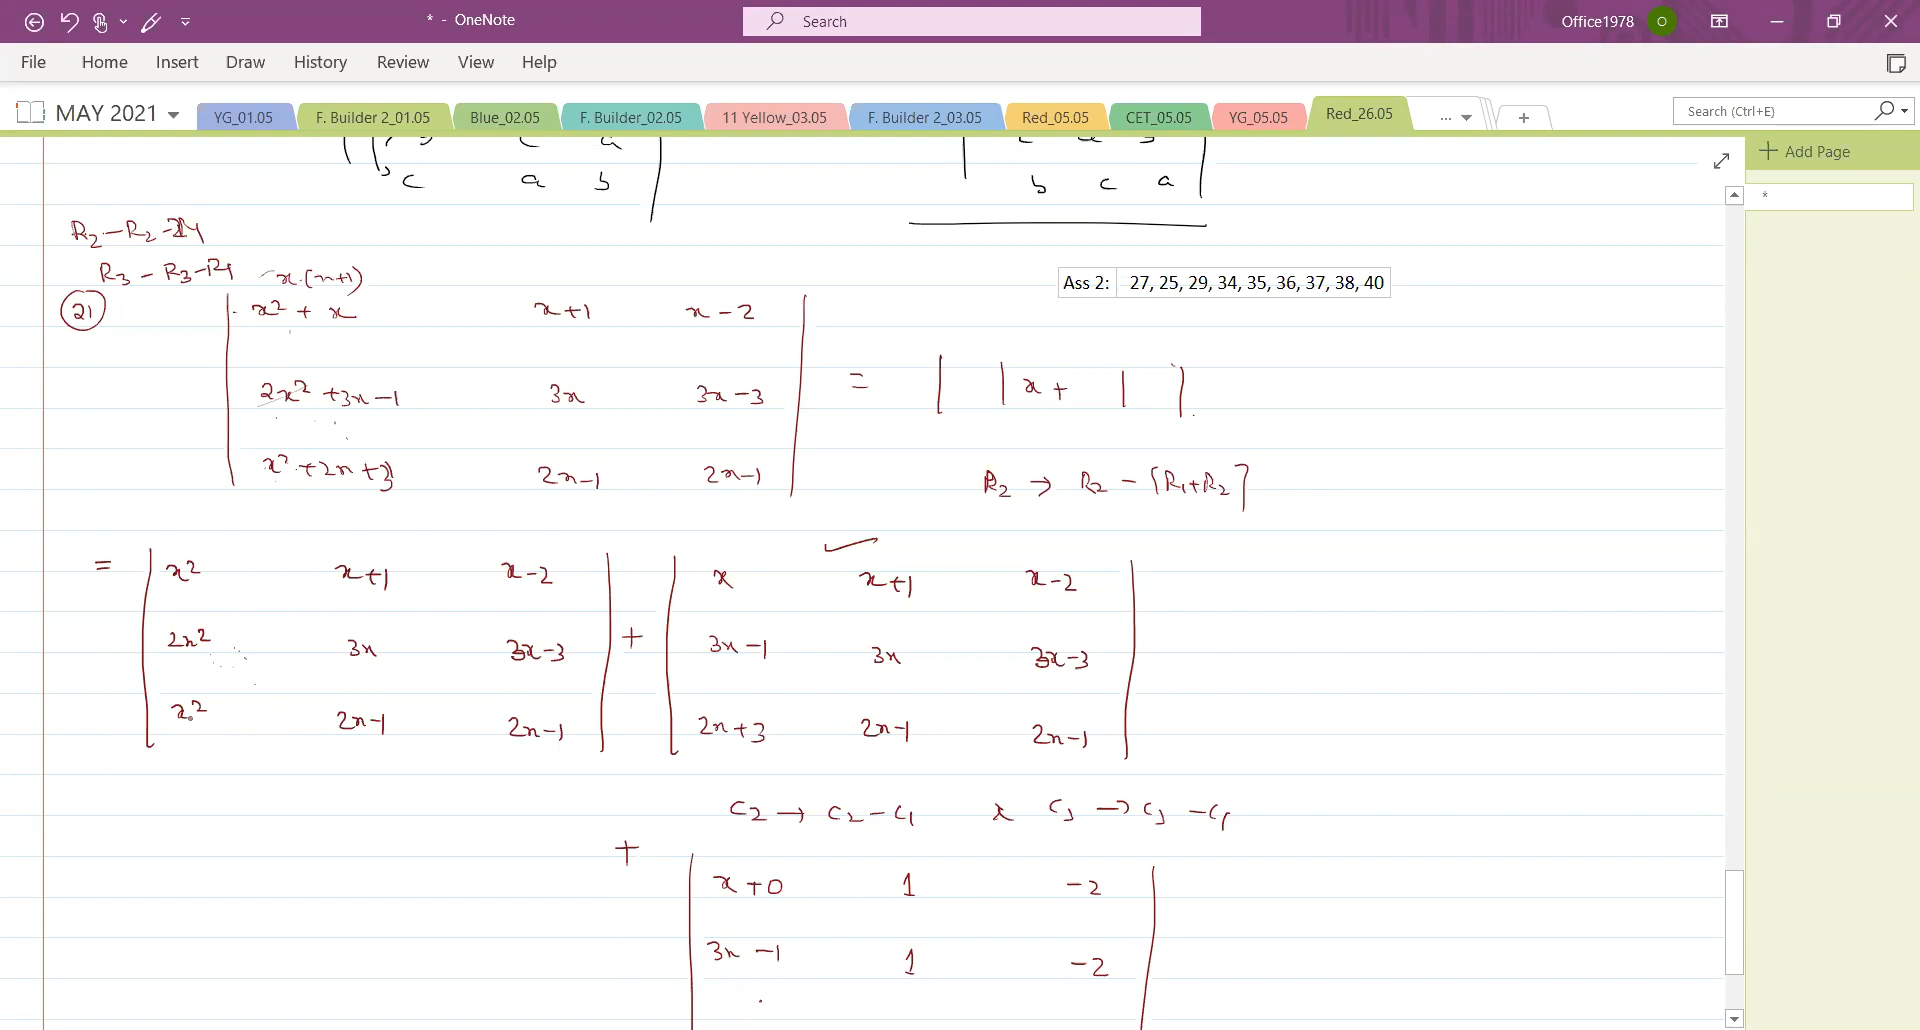 * - OneNote
Search
Office1978
O
File Home Insert Draw History Review View Help
MAY 2021
YG_01.05 F. Builder 2_01.05 Blue_02.05 F. Builder_02.05 11 Yellow_03.05 F. Builder 2_03.05 Red_05.05 CET_05.05 YG_05.05 Red_26.05 ... +
Search (Ctrl+E)
+ Add Page
*
c a b
b c a
R2 - R2 -
R3 - R3 - R1
x.(x+1)
Ass 2: 27, 25, 29, 34, 35, 36, 37, 38, 40
21
x² + x x+1 x-2
2x² + 3x - 1 3x 3x-3
= | | x + | |
x² + 2x + 3 2x-1 2x-1
R2 → R2 - [R1+R2]
= | x² x+1 x-2 | + | x x+1 x-2 |
2x² 3x 3x-3 3x-1 3x 3x-3
x² 2x-1 2x-1 2x+3 2x-1 2x-1
C2 → C2 - C1 C3 → C3 - C1
+ | x+0 1 -2 |
3x -1 1 -2